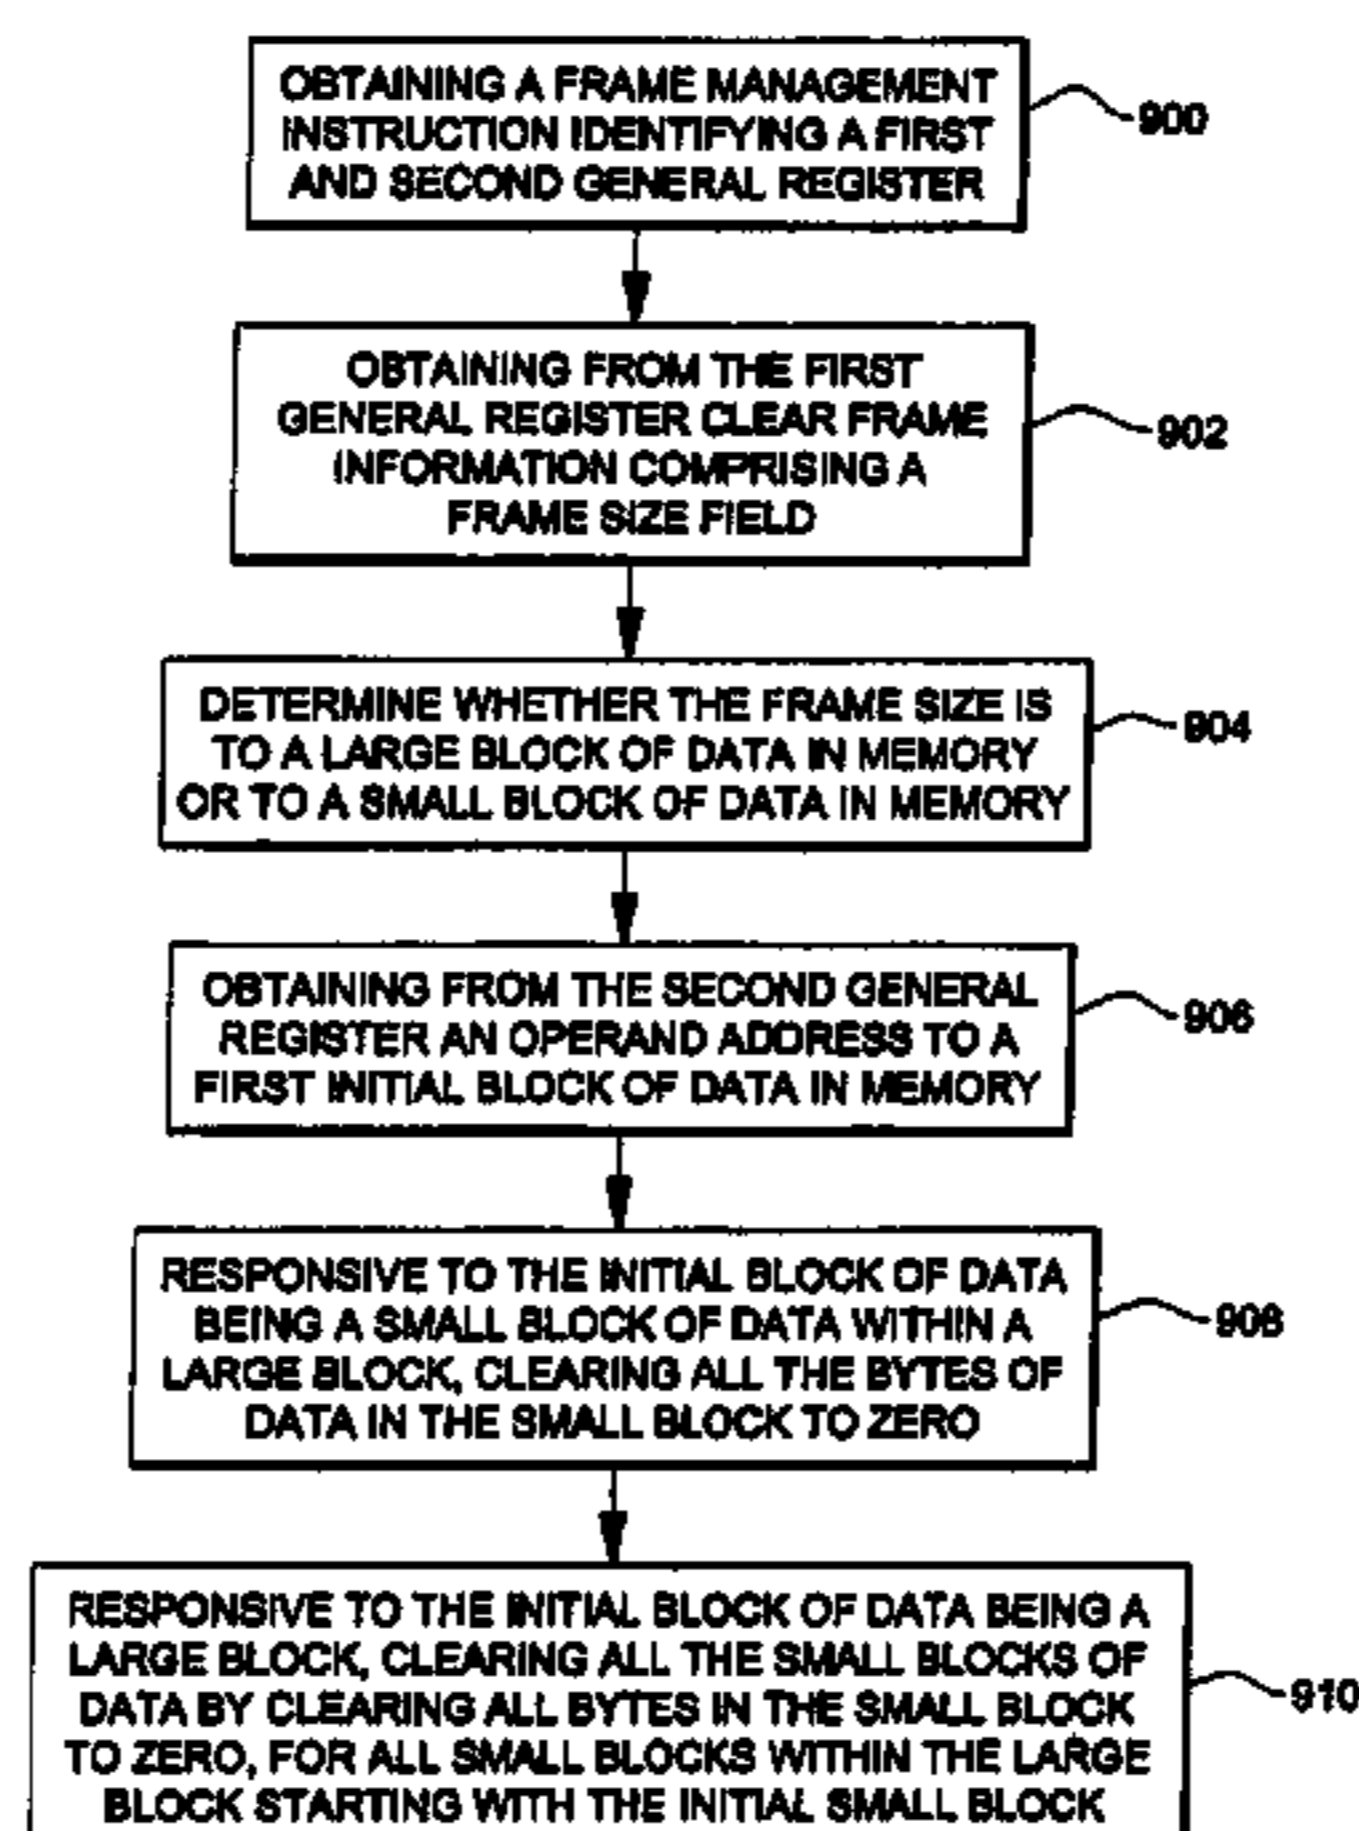 OBTAINING A FRAME MANAGEMENT
INSTRUCTION IDENTIFYING A FIRST
AND SECOND GENERAL REGISTER
900
OBTAINING FROM THE FIRST
GENERAL REGISTER CLEAR FRAME
INFORMATION COMPRISING A
FRAME SIZE FIELD
902
DETERMINE WHETHER THE FRAME SIZE IS
TO A LARGE BLOCK OF DATA IN MEMORY
OR TO A SMALL BLOCK OF DATA IN MEMORY
904
OBTAINING FROM THE SECOND GENERAL
REGISTER AN OPERAND ADDRESS TO A
FIRST INITIAL BLOCK OF DATA IN MEMORY
906
RESPONSIVE TO THE INITIAL BLOCK OF DATA
BEING A SMALL BLOCK OF DATA WITHIN A
LARGE BLOCK, CLEARING ALL THE BYTES OF
DATA IN THE SMALL BLOCK TO ZERO
908
RESPONSIVE TO THE INITIAL BLOCK OF DATA BEING A
LARGE BLOCK, CLEARING ALL THE SMALL BLOCKS OF
DATA BY CLEARING ALL BYTES IN THE SMALL BLOCK
TO ZERO, FOR ALL SMALL BLOCKS WITHIN THE LARGE
BLOCK STARTING WITH THE INITIAL SMALL BLOCK
910